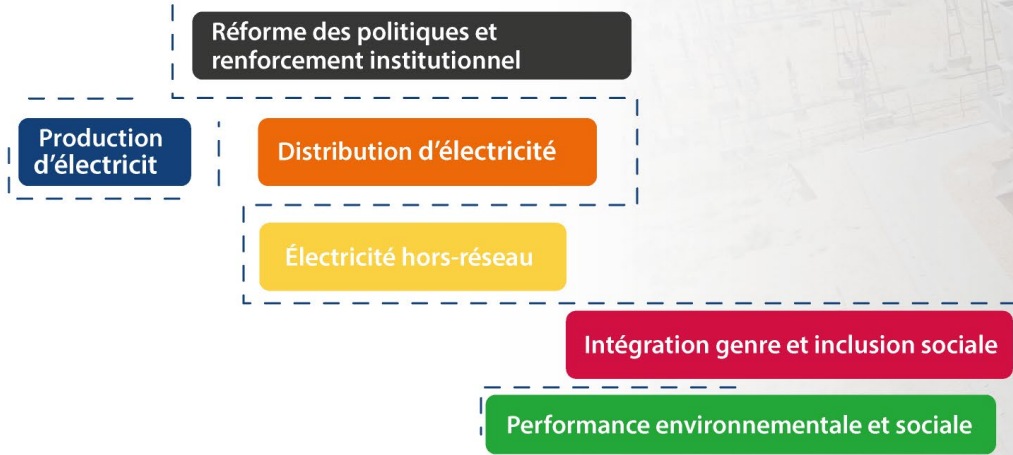 Réforme des politiques et
renforcement institutionnel
Production
d'électricit
Distribution d'électricité
Électricité hors-réseau
Intégration genre et inclusion sociale
Performance environnementale et sociale